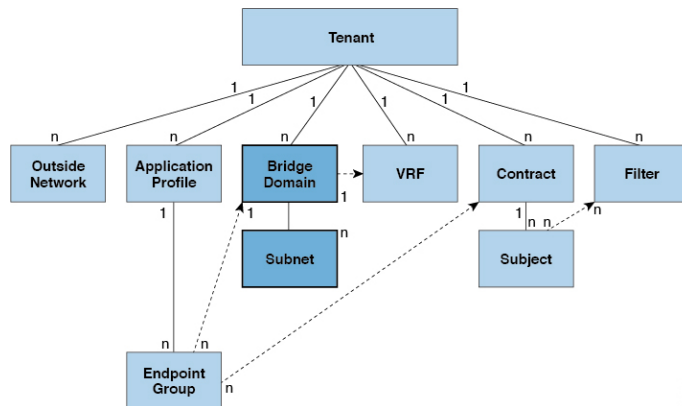 Tenant
1 1 1 1 1 1
n n n n n n
Outside
Network
Application
Profile
Bridge
Domain
VRF
Contract
Filter
1 1 1 1 n
n n n
Subnet
Subject
n n
Endpoint
Group
n